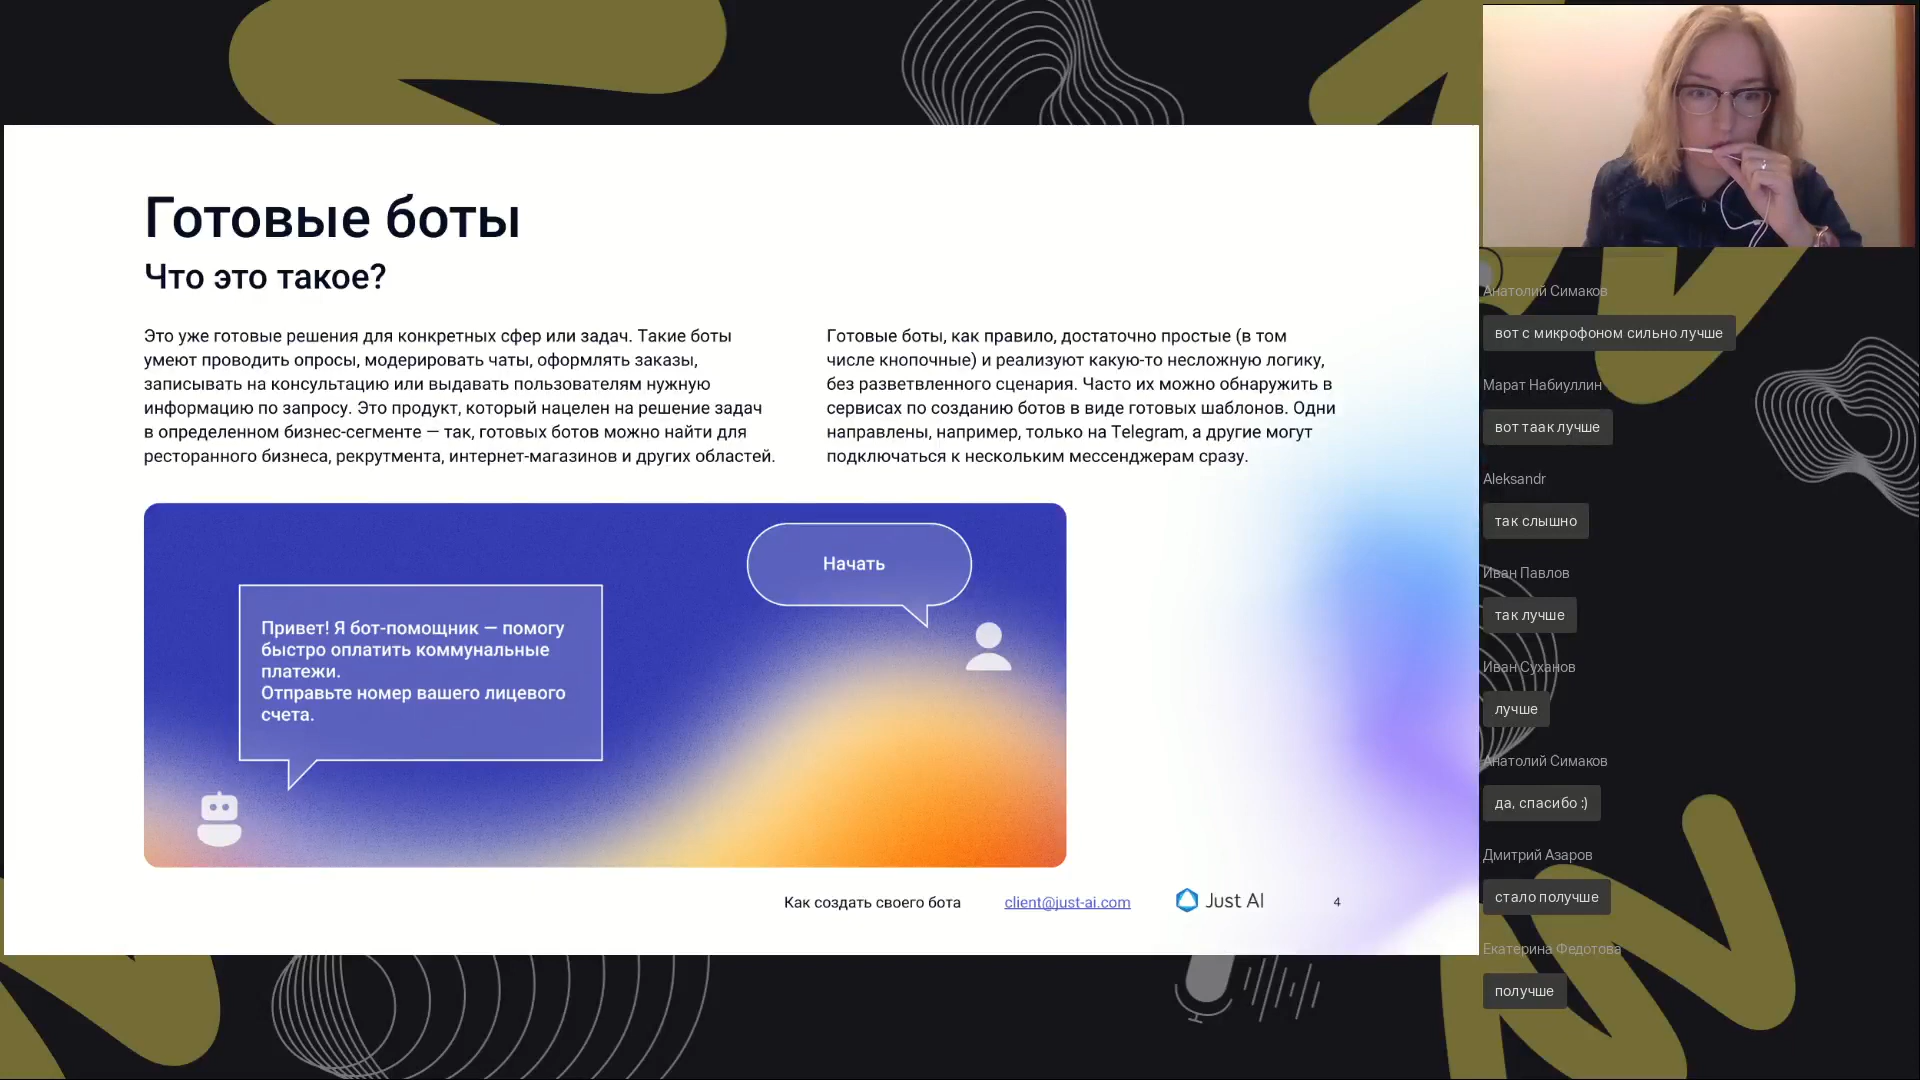 Готовые боты
Что это такое?
Это уже готовые решения для конкретных сфер или задач. Такие боты
умеют проводить опросы, модерировать чаты, оформлять заказы,
записывать на консультацию или выдавать пользователям нужную
информацию по запросу. Это продукт, который нацелен на решение задач
в определенном бизнес-сегменте — так, готовых ботов можно найти для
ресторанного бизнеса, рекрутмента, интернет-магазинов и других областей.
Готовые боты, как правило, достаточно простые (в том
числе кнопочные) и реализуют какую-то несложную логику,
без разветвленного сценария. Часто их можно обнаружить в
сервисах по созданию ботов в виде готовых шаблонов. Одни
направлены, например, только на Telegram, а другие могут
подключаться к нескольким мессенджерам сразу.
Начать
Привет! Я бот-помощник — помогу
быстро оплатить коммунальные
платежи.
Отправьте номер вашего лицевого
счета.
Как создать своего бота
client@just-ai.com
Just AI
4
Анатолий Симаков
вот с микрофоном сильно лучше
Марат Набиуллин
вот таак лучше
Aleksandr
так слышно
Иван Павлов
так лучше
Иван Суханов
лучше
Анатолий Симаков
да, спасибо :)
Дмитрий Азаров
стало получше
Екатерина Федотова
получше